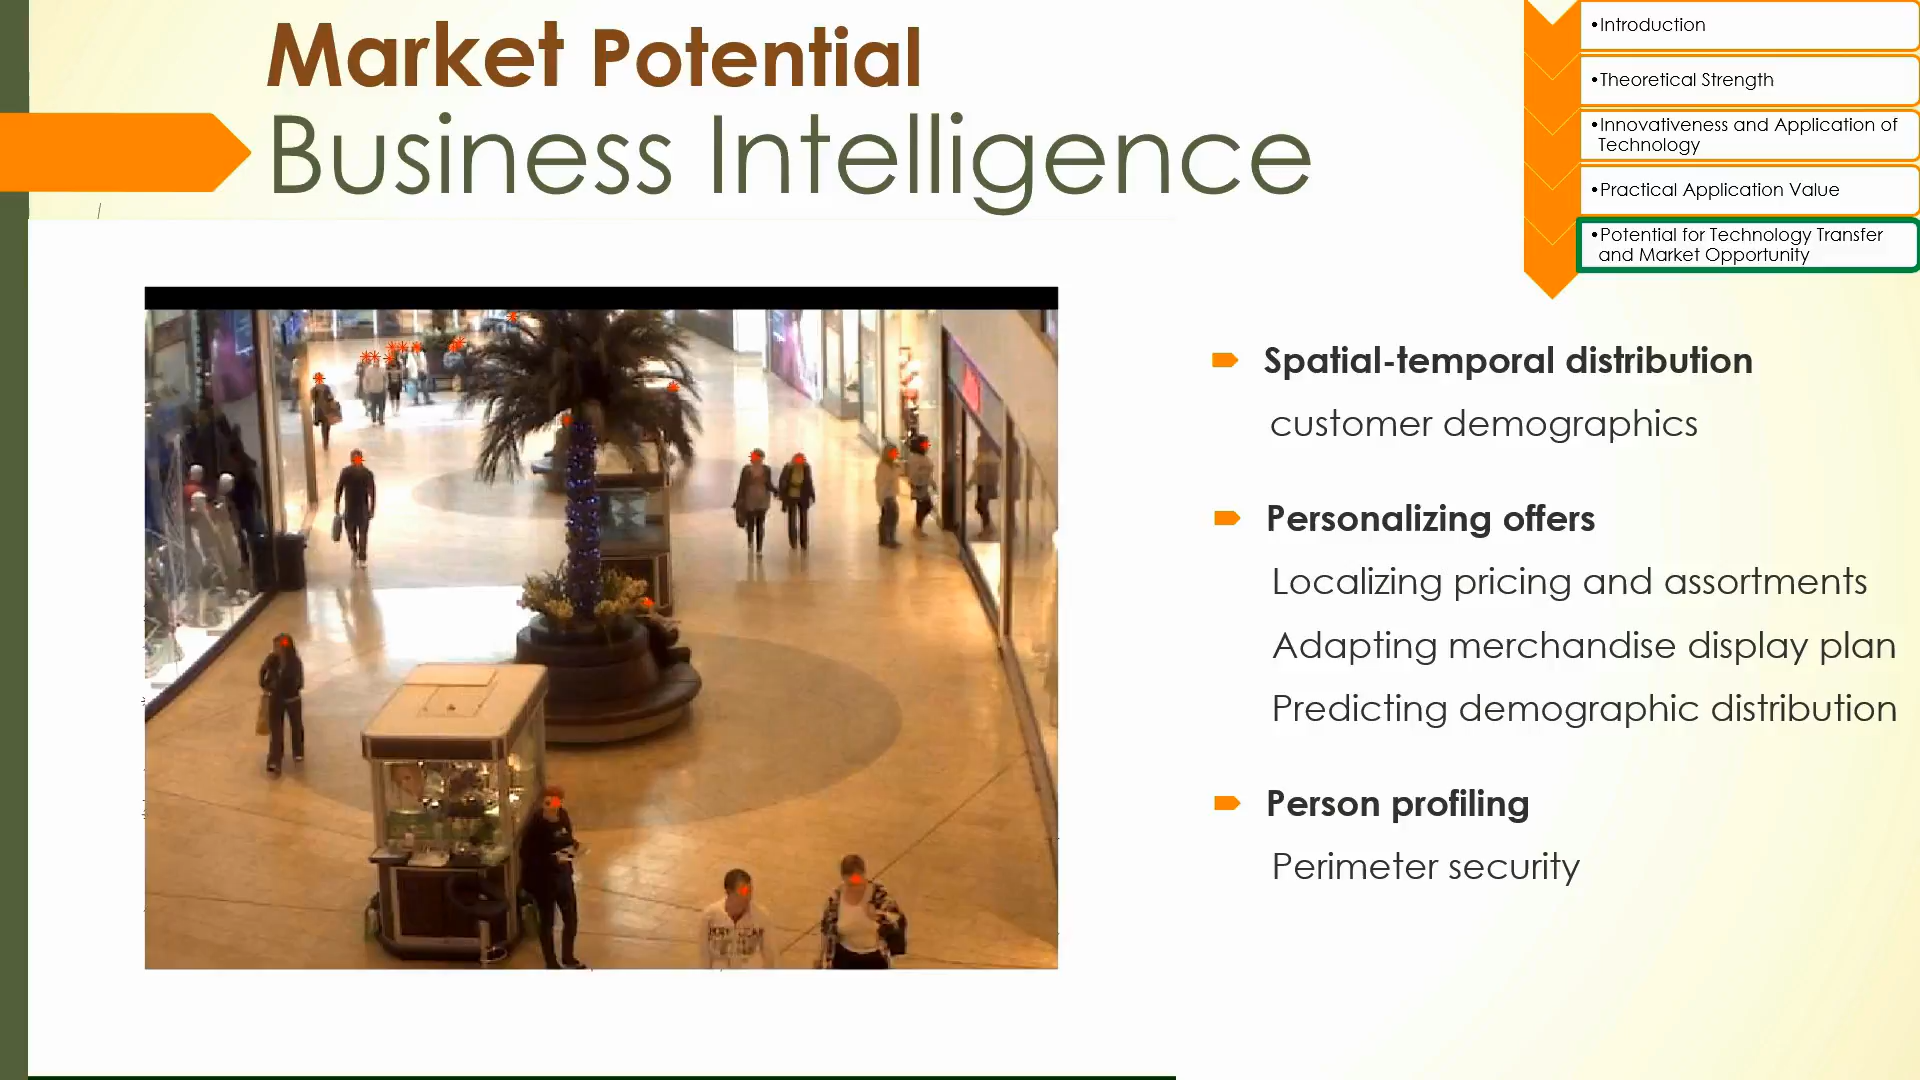 Market Potential
Business Intelligence
•Introduction
•Theoretical Strength
•Innovativeness and Application of
Technology
•Practical Application Value
•Potential for Technology Transfer
and Market Opportunity
Spatial-temporal distribution
customer demographics
Personalizing offers
Localizing pricing and assortments
Adapting merchandise display plan
Predicting demographic distribution
Person profiling
Perimeter security